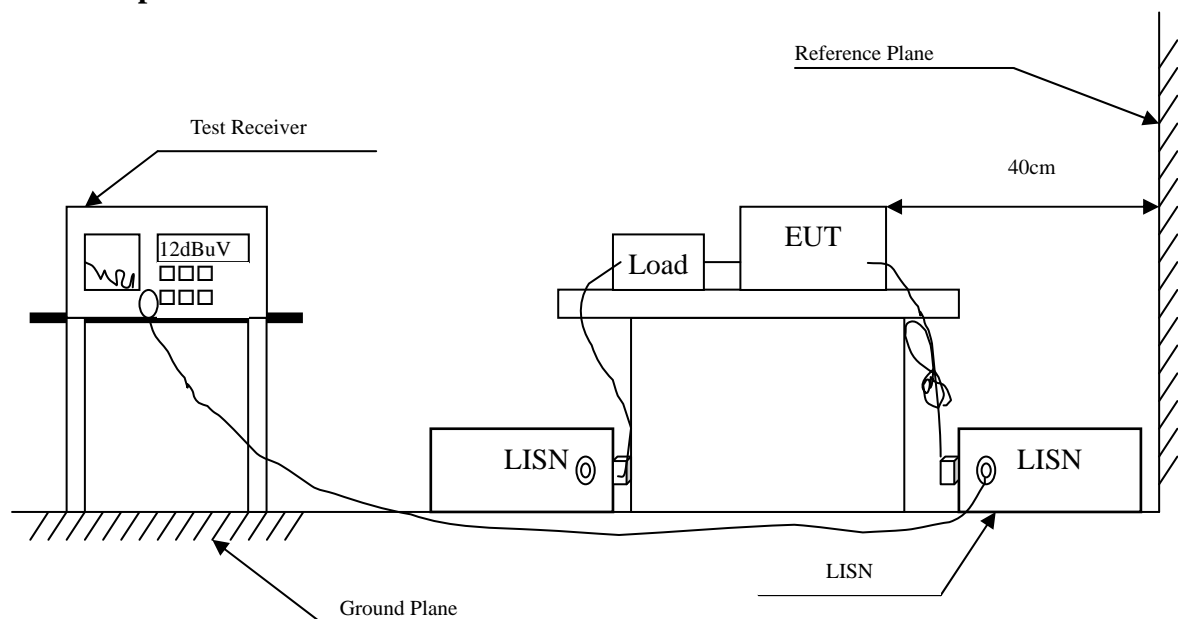 Reference Plane
Test Receiver
40cm
12dBuV
Load
EUT
LISN
LISN
LISN
Ground Plane